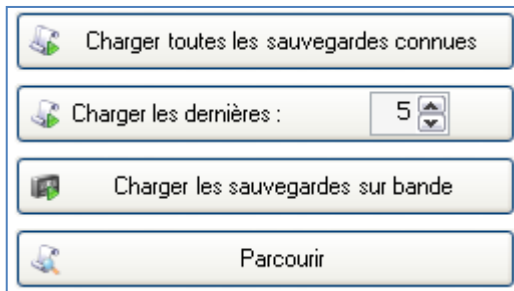 Charger toutes les sauvegardes connues
Charger les dernières : 5
Charger les sauvegardes sur bande
Parcourir